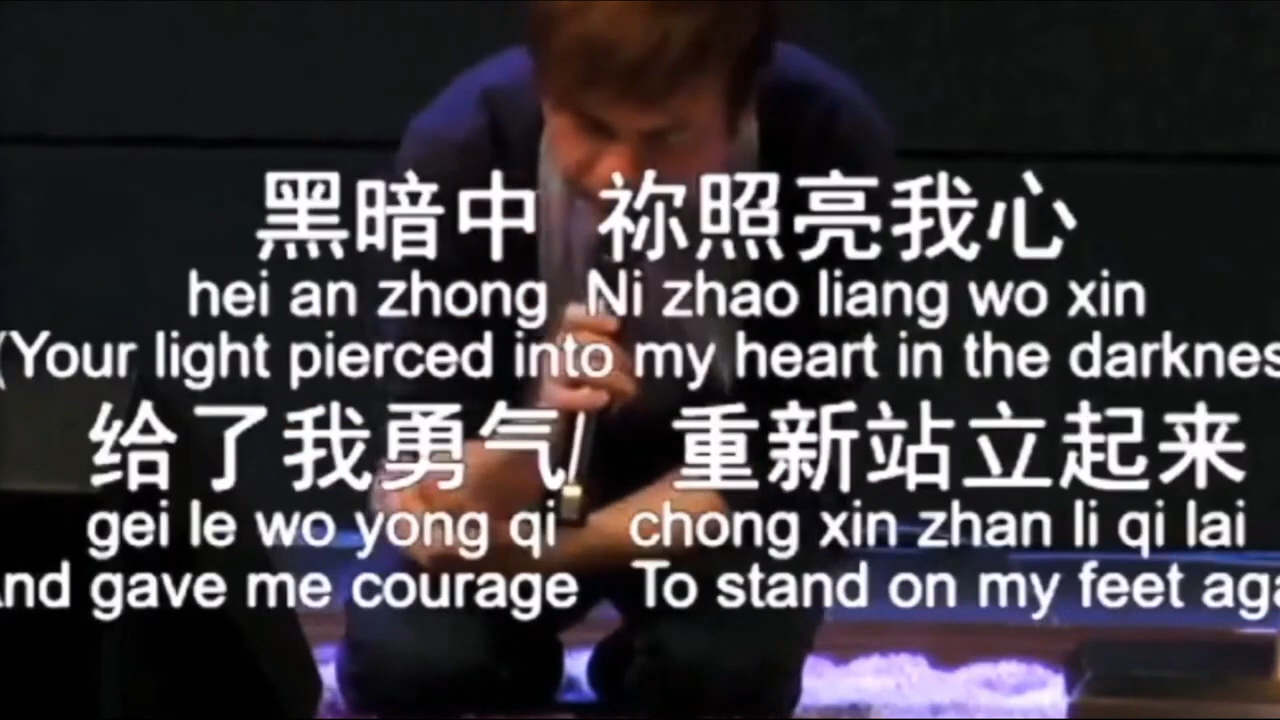 黑暗中 祢照亮我心
hei an zhong Ni zhao liang wo xin
(Your light pierced into my heart in the darknes
给了我勇气 重新站立起来
gei le wo yong qi chong xin zhan li qi lai
nd gave me courage To stand on my feet aga